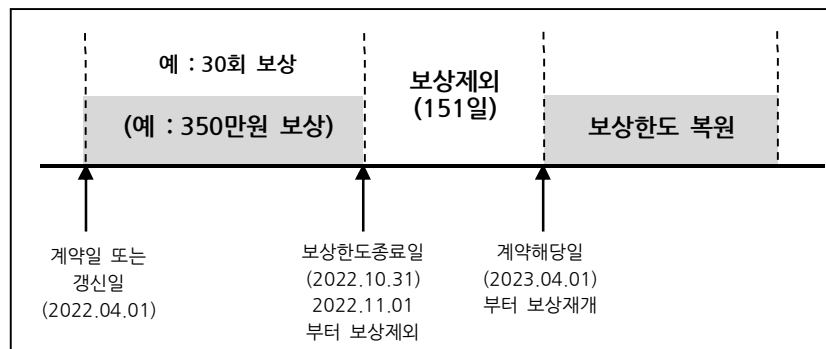 예 : 30회 보상
(예 : 350만원 보상)
보상제외
(151일)
보상한도 복원
계약일 또는
갱신일
(2022.04.01)
보상한도종료일
(2022.10.31)
2022.11.01
부터 보상제외
계약해당일
(2023.04.01)
부터 보상재개